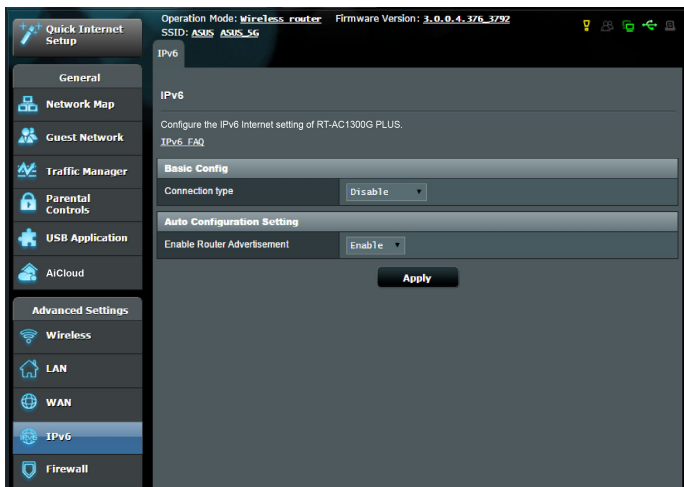 Quick Internet
Setup
Operation Mode: Wireless router Firmware Version: 3.0.0.4.376_3792
SSID: ASUS ASUS_5G
IPv6
General
Network Map
Guest Network
Traffic Manager
Parental
Controls
USB Application
AiCloud
Advanced Settings
Wireless
LAN
WAN
IPv6
Firewall
IPv6
Configure the IPv6 Internet setting of RT-AC1300G PLUS.
IPv6 FAQ
Basic Config
Connection type Disable
Auto Configuration Setting
Enable Router Advertisement Enable
Apply